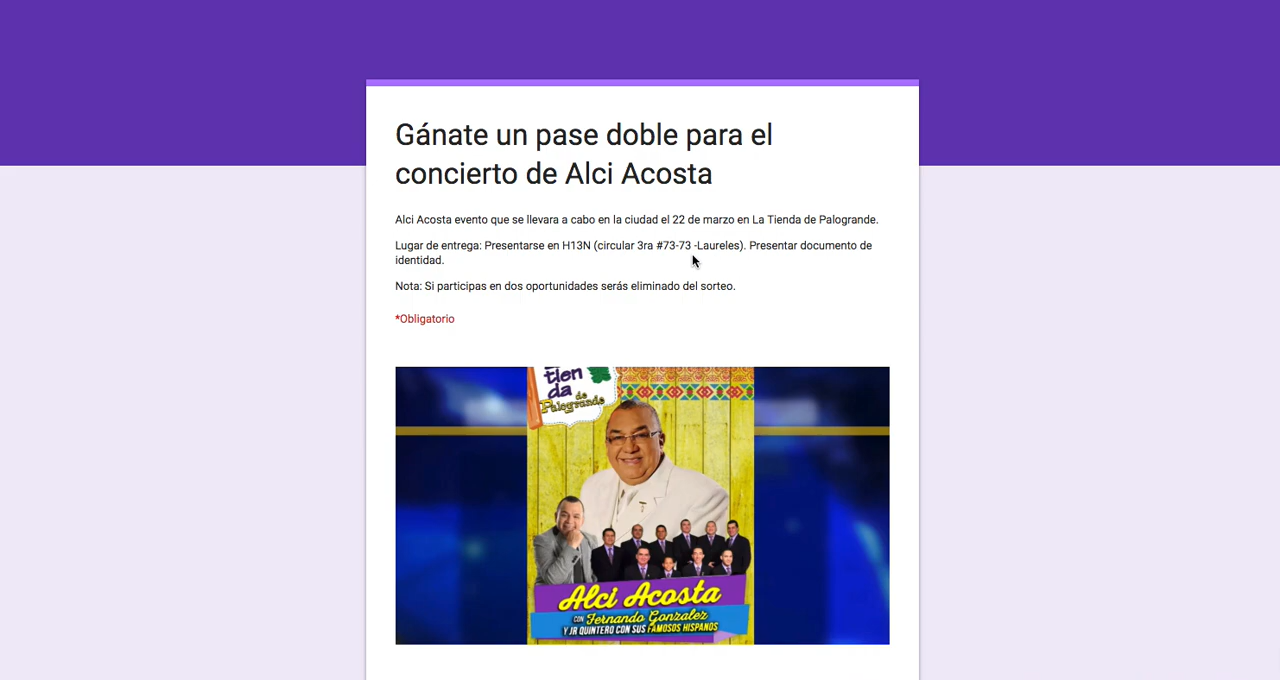 Gánate un pase doble para el
concierto de Alci Acosta
Alci Acosta evento que se llevara a cabo en la ciudad el 22 de marzo en La Tienda de Palogrande.
Lugar de entrega: Presentarse en H13N (circular 3ra #73-73 -Laureles). Presentar documento de
identidad.
Nota: Si participas en dos oportunidades serás eliminado del sorteo.
*Obligatorio
tien
da
de
Palogrande
Alci Acosta
CON Fernando Gonzalez
Y JR QUINTERO CON SUS FAMOSOS HISPANOS